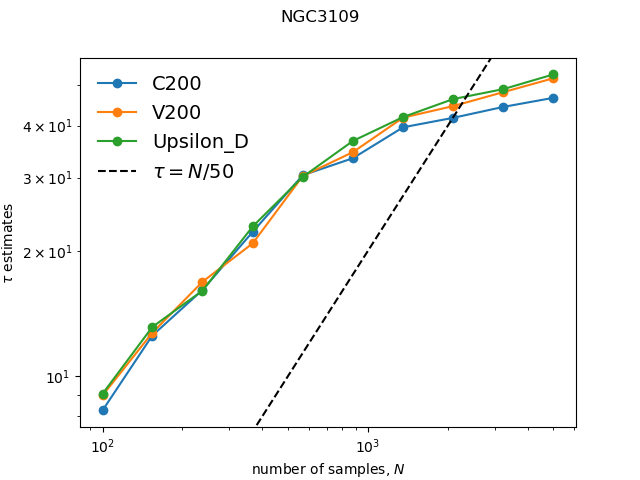 NGC3109
C200
V200
Upsilon_D
τ = N/50
4 × 10¹
3 × 10¹
2 × 10¹
10¹
τ estimates
10² 10³
number of samples, N